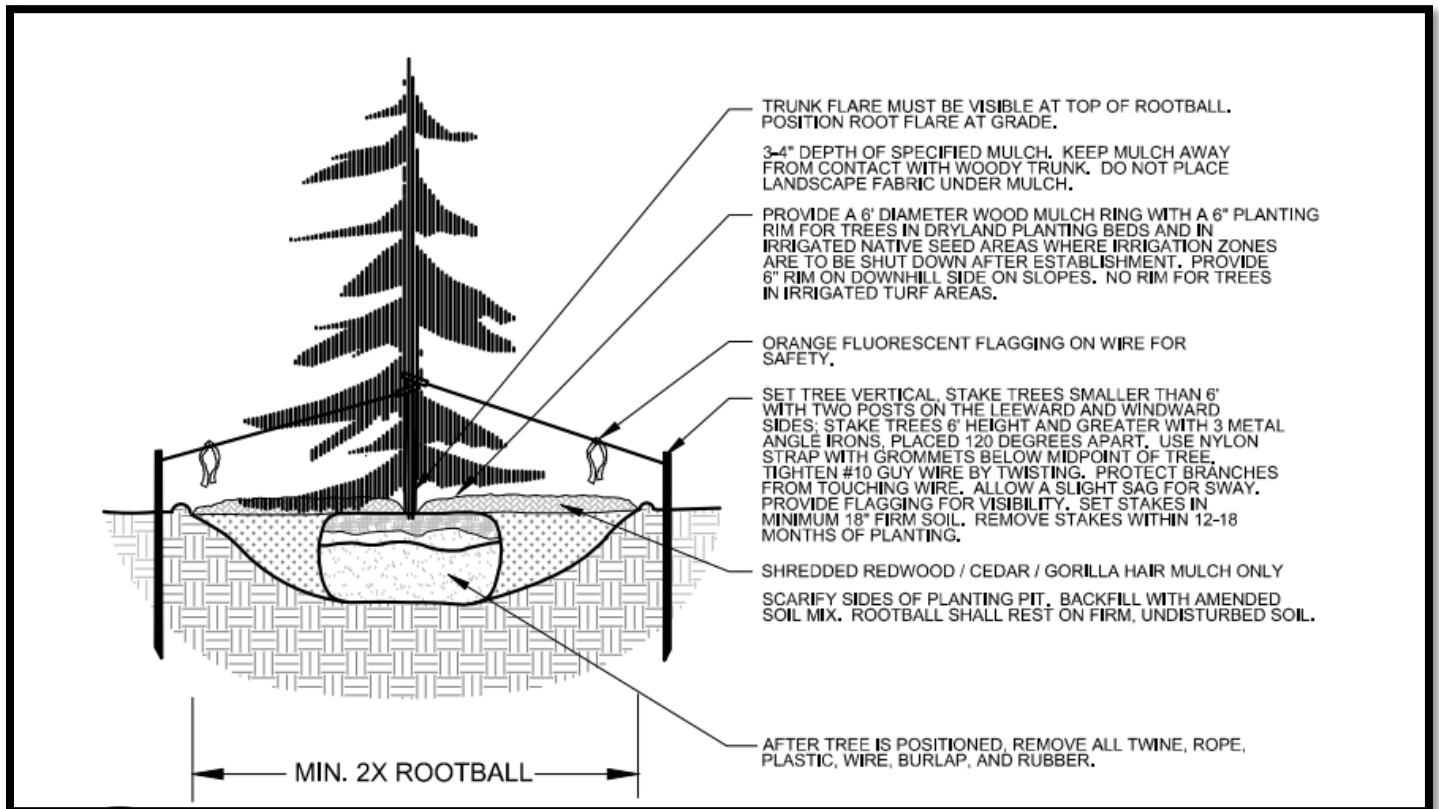 TRUNK FLARE MUST BE VISIBLE AT TOP OF ROOTBALL.
POSITION ROOT FLARE AT GRADE.
3-4" DEPTH OF SPECIFIED MULCH. KEEP MULCH AWAY
FROM CONTACT WITH WOODY TRUNK. DO NOT PLACE
LANDSCAPE FABRIC UNDER MULCH.
PROVIDE A 6' DIAMETER WOOD MULCH RING WITH A 6" PLANTING
RIM FOR TREES IN DRYLAND PLANTING BEDS AND IN
IRRIGATED NATIVE SEED AREAS WHERE IRRIGATION ZONES
ARE TO BE SHUT DOWN AFTER ESTABLISHMENT. PROVIDE
6" RIM ON DOWNHILL SIDE ON SLOPES. NO RIM FOR TREES
IN IRRIGATED TURF AREAS.
ORANGE FLUORESCENT FLAGGING ON WIRE FOR
SAFETY.
SET TREE VERTICAL, STAKE TREES SMALLER THAN 6'
WITH TWO POSTS ON THE LEEWARD AND WINDWARD
SIDES; STAKE TREES 6' HEIGHT AND GREATER WITH 3 METAL
ANGLE IRONS, PLACED 120 DEGREES APART. USE NYLON
STRAP WITH GROMMETS BELOW MIDPOINT OF TREE.
TIGHTEN #10 GUY WIRE BY TWISTING. PROTECT BRANCHES
FROM TOUCHING WIRE. ALLOW A SLIGHT SAG FOR SWAY.
PROVIDE FLAGGING FOR VISIBILITY. SET STAKES IN
MINIMUM 18" FIRM SOIL. REMOVE STAKES WITHIN 12-18
MONTHS OF PLANTING.
SHREDDED REDWOOD / CEDAR / GORILLA HAIR MULCH ONLY
SCARIFY SIDES OF PLANTING PIT. BACKFILL WITH AMENDED
SOIL MIX. ROOTBALL SHALL REST ON FIRM, UNDISTURBED SOIL.
AFTER TREE IS POSITIONED, REMOVE ALL TWINE, ROPE,
PLASTIC, WIRE, BURLAP, AND RUBBER.
MIN. 2X ROOTBALL